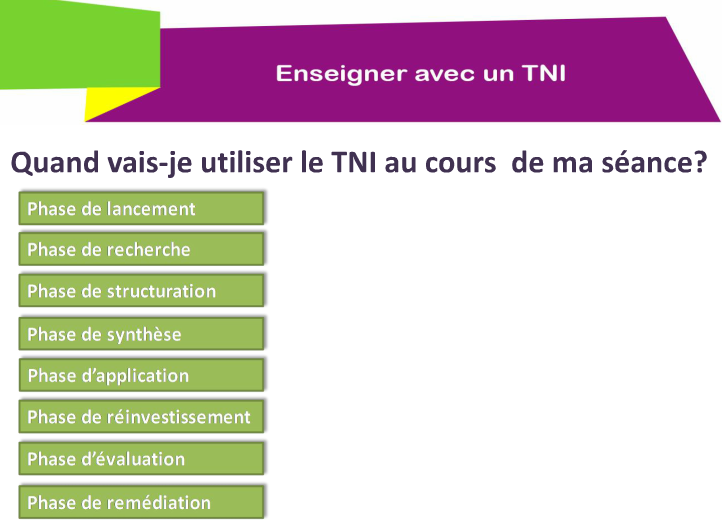 Enseigner avec un TNI
Quand vais-je utiliser le TNI au cours de ma séance?
Phase de lancement
Phase de recherche
Phase de structuration
Phase de synthèse
Phase d’application
Phase de réinvestissement
Phase d’évaluation
Phase de remédiation